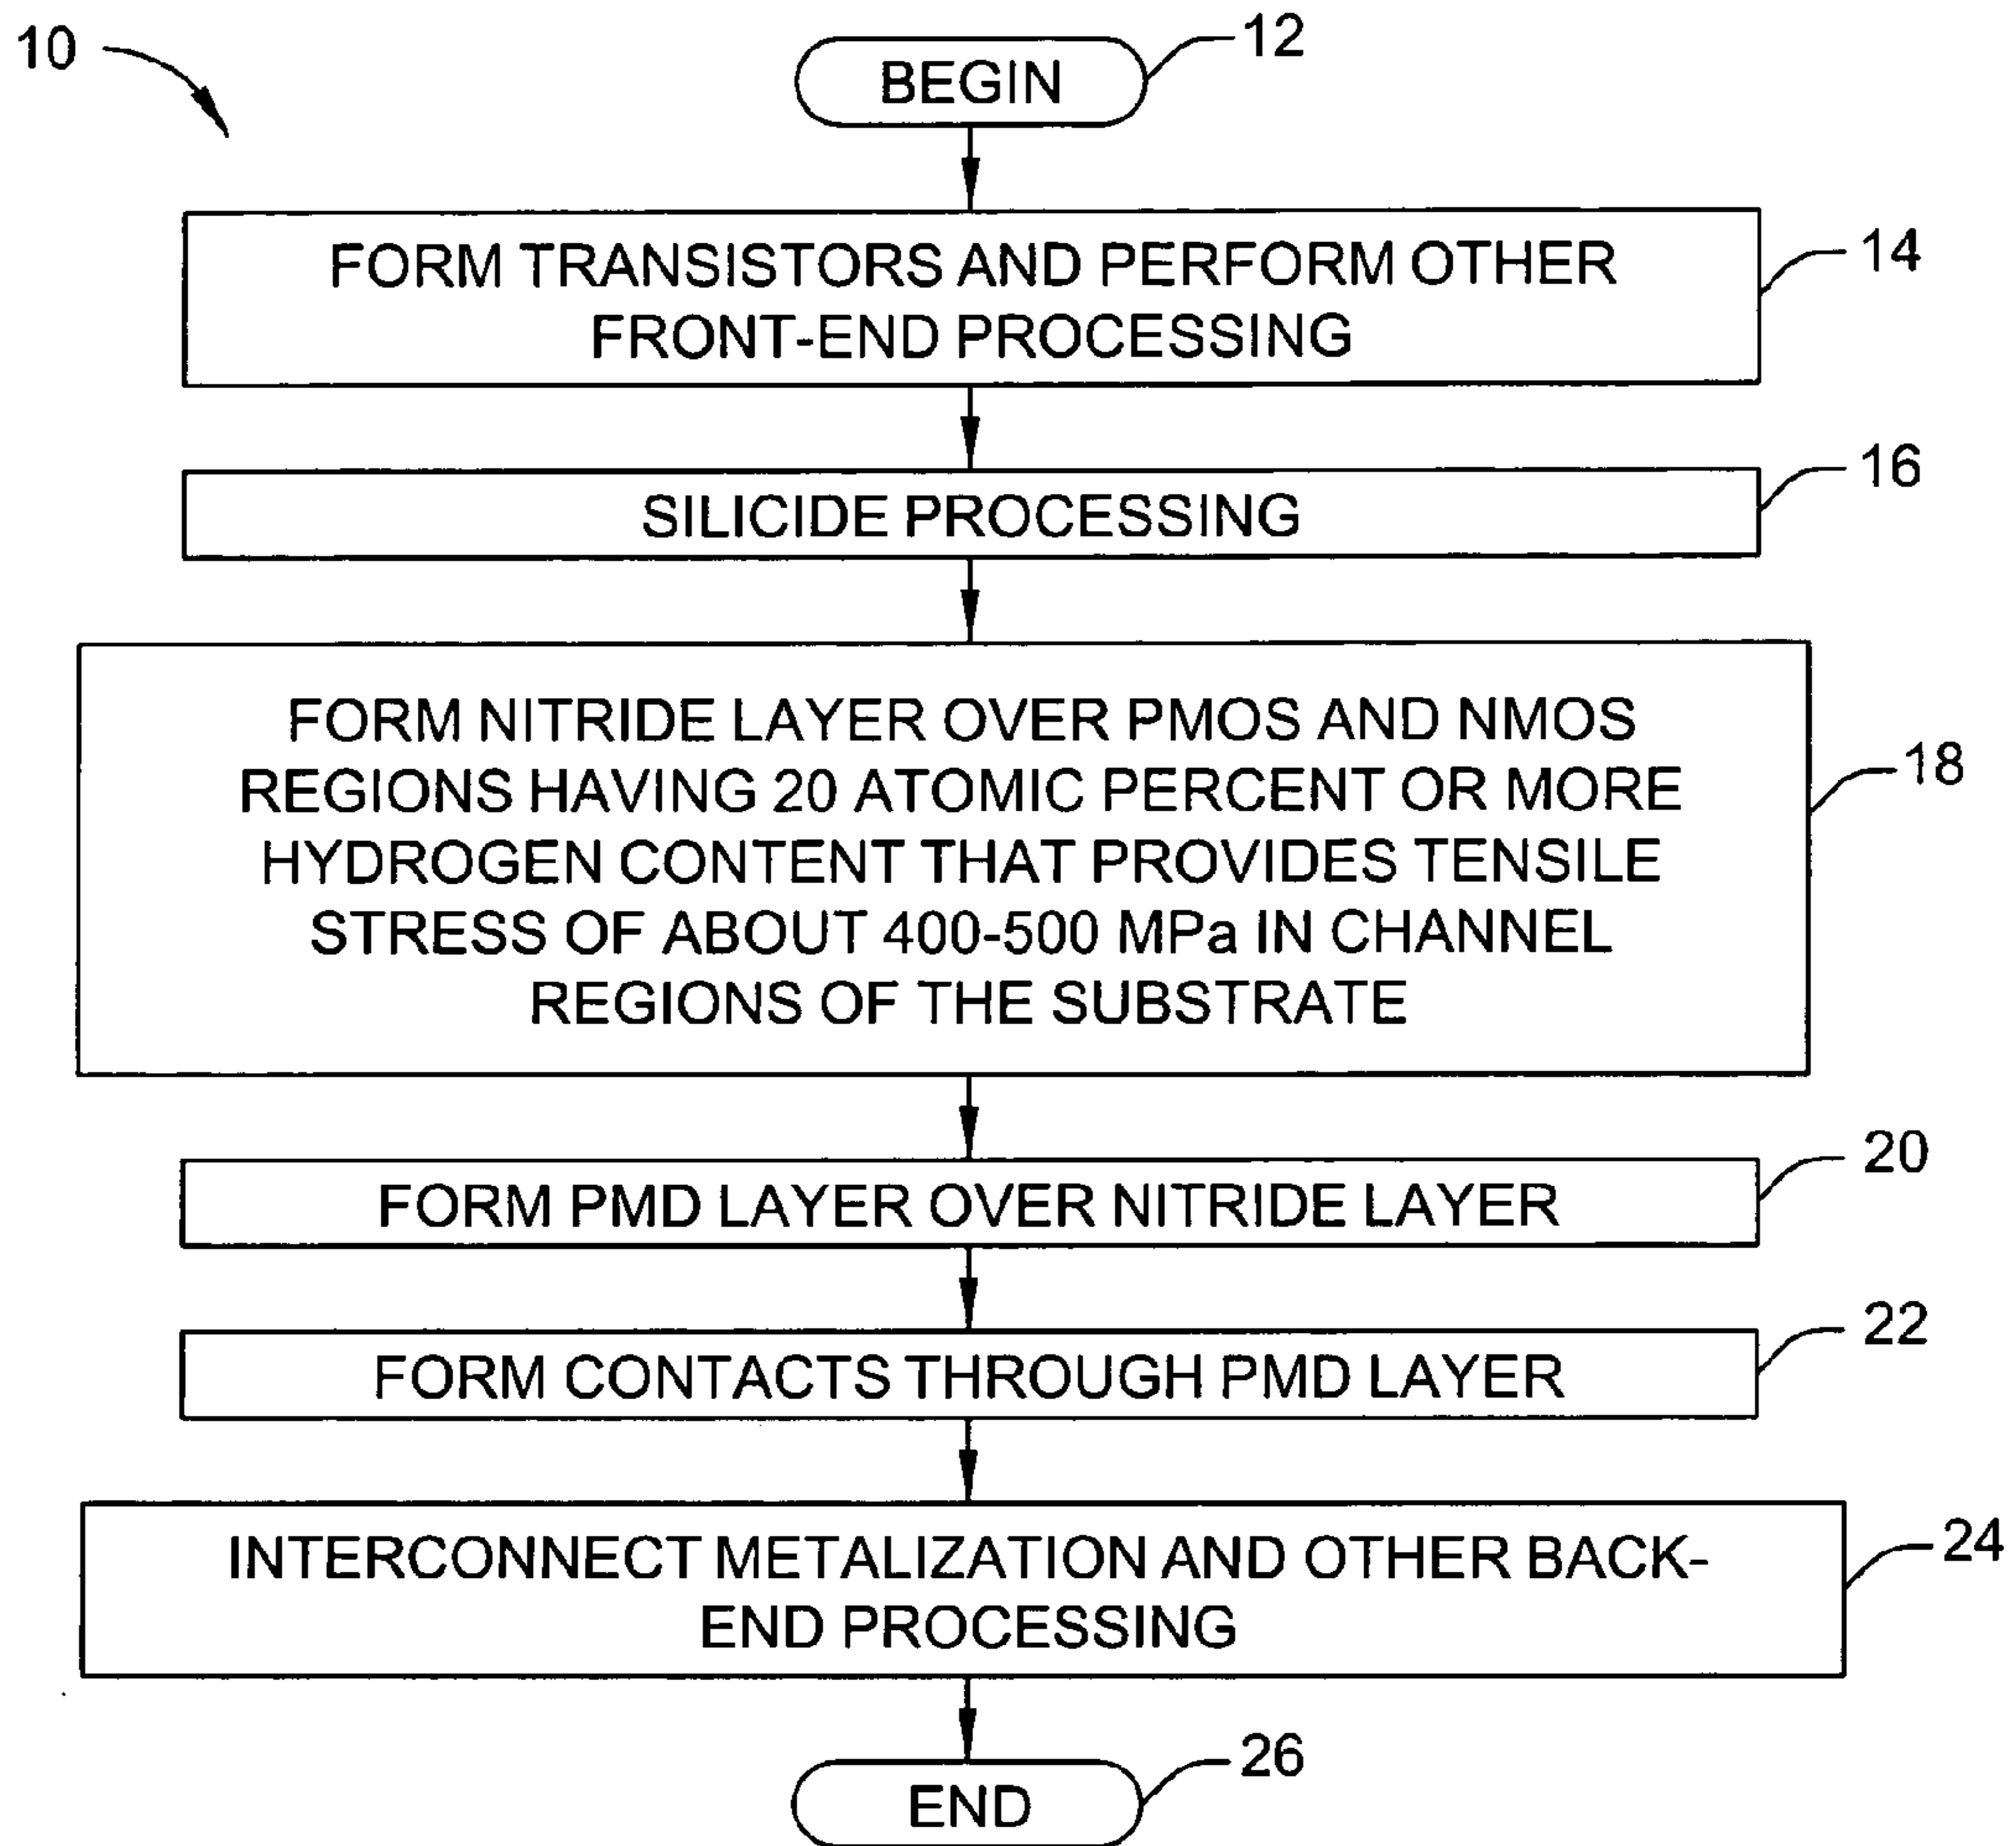 10
BEGIN
12
FORM TRANSISTORS AND PERFORM OTHER
FRONT-END PROCESSING
14
SILICIDE PROCESSING
16
FORM NITRIDE LAYER OVER PMOS AND NMOS
REGIONS HAVING 20 ATOMIC PERCENT OR MORE
HYDROGEN CONTENT THAT PROVIDES TENSILE
STRESS OF ABOUT 400-500 MPa IN CHANNEL
REGIONS OF THE SUBSTRATE
18
FORM PMD LAYER OVER NITRIDE LAYER
20
FORM CONTACTS THROUGH PMD LAYER
22
INTERCONNECT METALIZATION AND OTHER BACK-
END PROCESSING
24
END
26